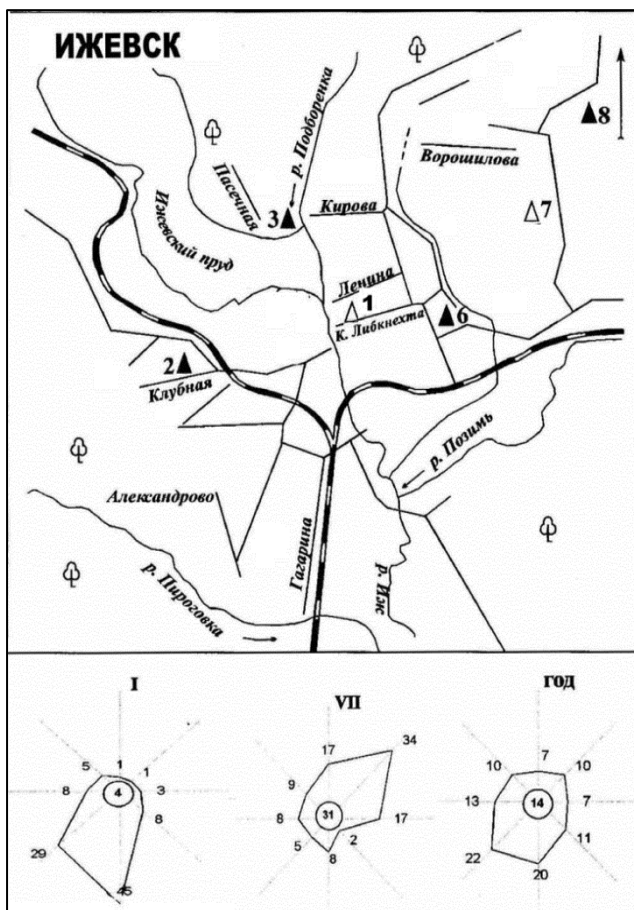 ИЖЕВСК
8
р. Подборенка
Пасечная
Ворошилова
Кирова
3
7
Ижевский пруд
Ленина
1
6
К. Либкнехта
2
Клубная
р. Позимь
Александрово
Гагарина
р. Иж
р. Пироговка
I
VII
ГОД
1
1
3
8
45
29
8
5
4
17
34
17
2
8
5
8
9
31
7
10
7
11
20
22
13
10
14